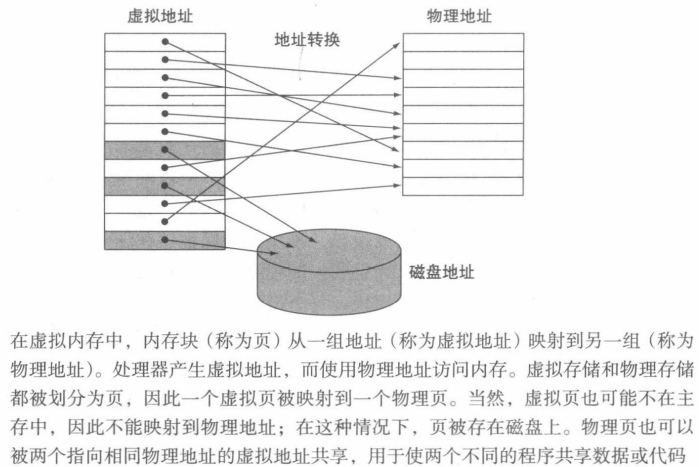 虚拟地址
物理地址
地址转换
磁盘地址
在虚拟内存中，内存块（称为页）从一组地址（称为虚拟地址）映射到另一组（称为
物理地址）。处理器产生虚拟地址，而使用物理地址访问内存。虚拟存储和物理存储
都被划分为页，因此一个虚拟页被映射到一个物理页。当然，虚拟页也可能不在主
存中，因此不能映射到物理地址；在这种情况下，页被存在磁盘上。物理页也可以
被两个指向相同物理地址的虚拟地址共享，用于使两个不同的程序共享数据或代码